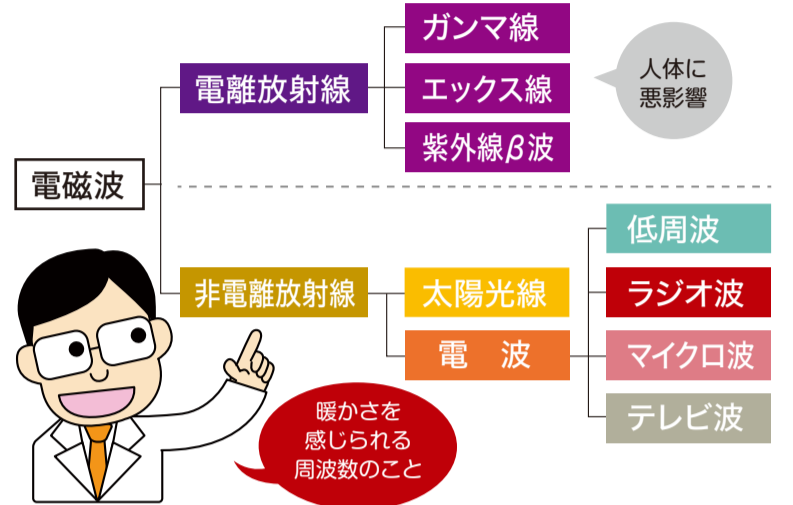 電磁波
電離放射線
ガンマ線
エックス線
紫外線β波
人体に
悪影響
非電離放射線
太陽光線
電　波
低周波
ラジオ波
マイクロ波
テレビ波
暖かさを
感じられる
周波数のこと